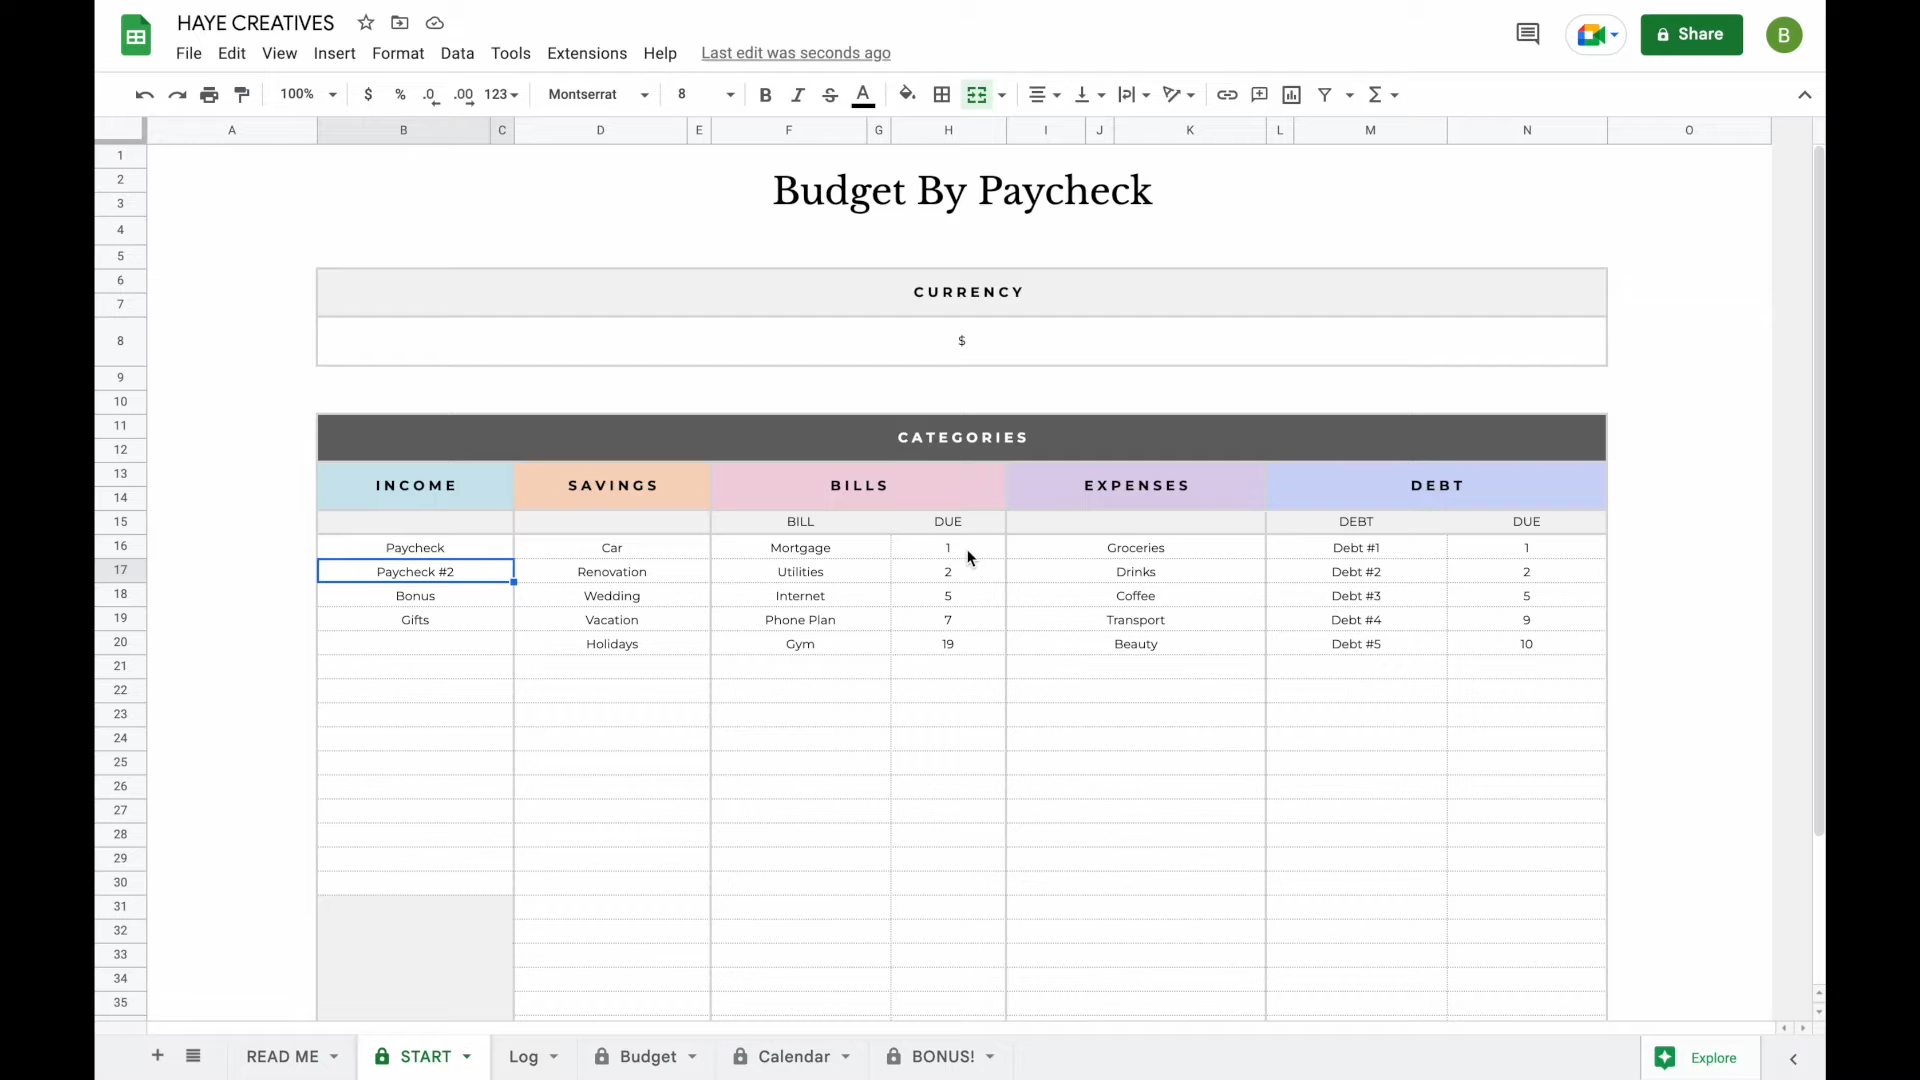 HAYE CREATIVES
File Edit View Insert Format Data Tools Extensions Help Last edit was seconds ago
Share
B
100% $ % .0 .00 123 Montserrat 8 B I S A
A B C D E F G H I J K L M N O
1
2
3
Budget By Paycheck
4
5
6
7
CURRENCY
8 $
9
10
11
12
CATEGORIES
13
14
INCOME SAVINGS BILLS EXPENSES DEBT
15 BILL DUE DEBT DUE
16 Paycheck Car Mortgage 1 Groceries Debt #1 1
17 Paycheck #2 Renovation Utilities 2 Drinks Debt #2 2
18 Bonus Wedding Internet 5 Coffee Debt #3 5
19 Gifts Vacation Phone Plan 7 Transport Debt #4 9
20 Holidays Gym 19 Beauty Debt #5 10
21
22
23
24
25
26
27
28
29
30
31
32
33
34
35
READ ME START Log Budget Calendar BONUS! Explore